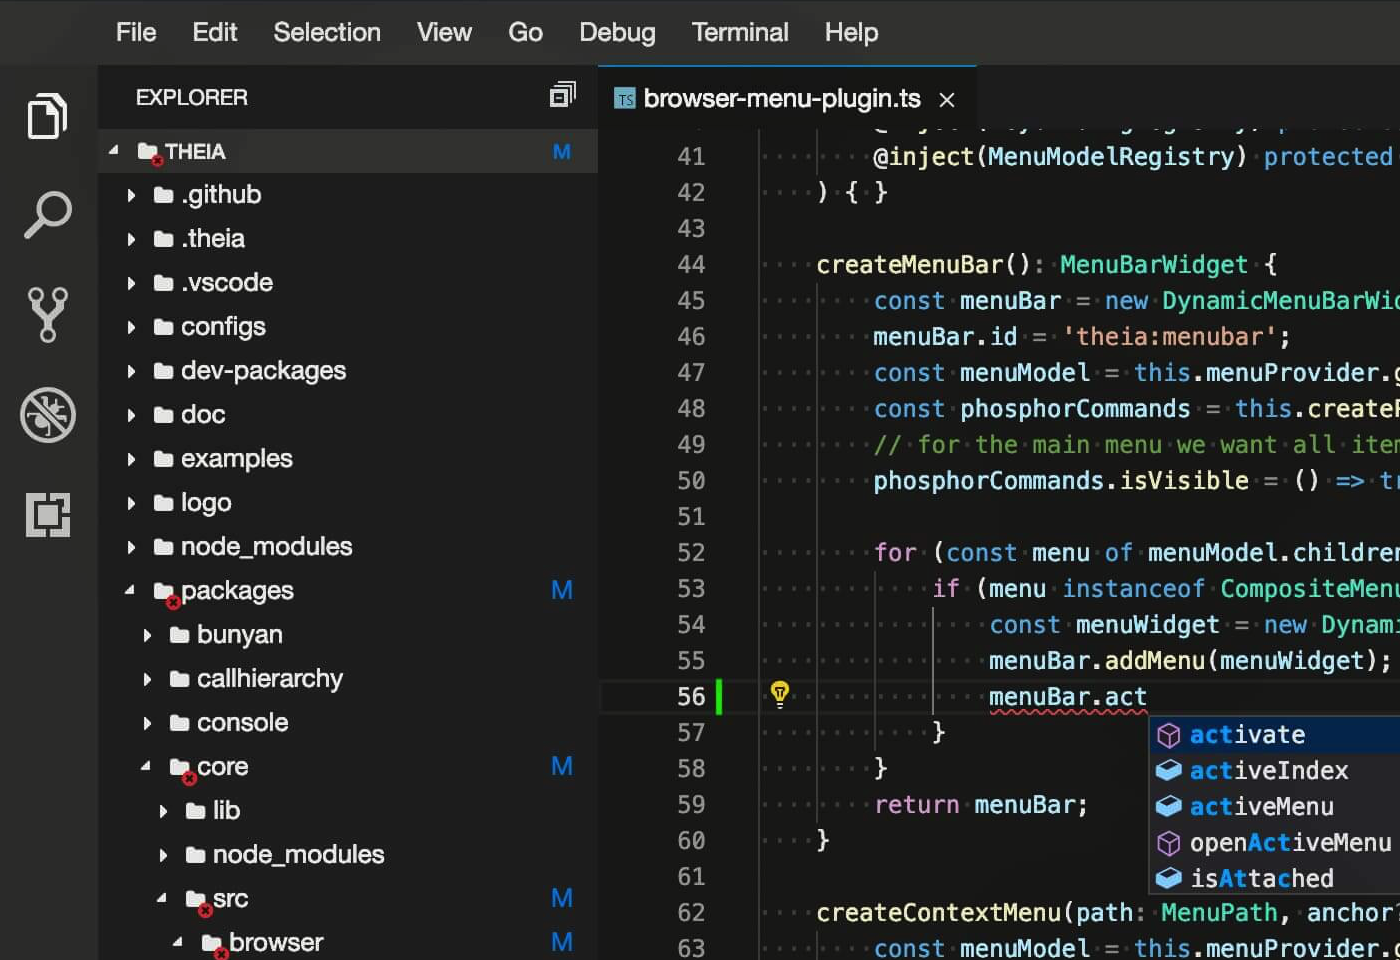 File Edit Selection View Go Debug Terminal Help
EXPLORER
THEIA M
.github
.theia
.vscode
configs
dev-packages
doc
examples
logo
node_modules
packages M
bunyan
callhierarchy
console
core M
lib
node_modules
src M
browser M
TS browser-menu-plugin.ts ×
41 @inject(MenuModelRegistry) protected
42 ) { }
43
44 createMenuBar(): MenuBarWidget {
45 const menuBar = new DynamicMenuBarWid
46 menuBar.id = 'theia:menubar';
47 const menuModel = this.menuProvider.g
48 const phosphorCommands = this.create
49 // for the main menu we want all item
50 phosphorCommands.isVisible = () => tr
51
52 for (const menu of menuModel.children
53 if (menu instanceof CompositeMenu
54 const menuWidget = new Dynami
55 menuBar.addMenu(menuWidget);
56 menuBar.act
57 }
58 }
59 return menuBar;
60 }
61
62 createContextMenu(path: MenuPath, anchor?
63 const menuModel = this.menuProvider.g
activate
activeIndex
activeMenu
openActiveMenu
isAttached